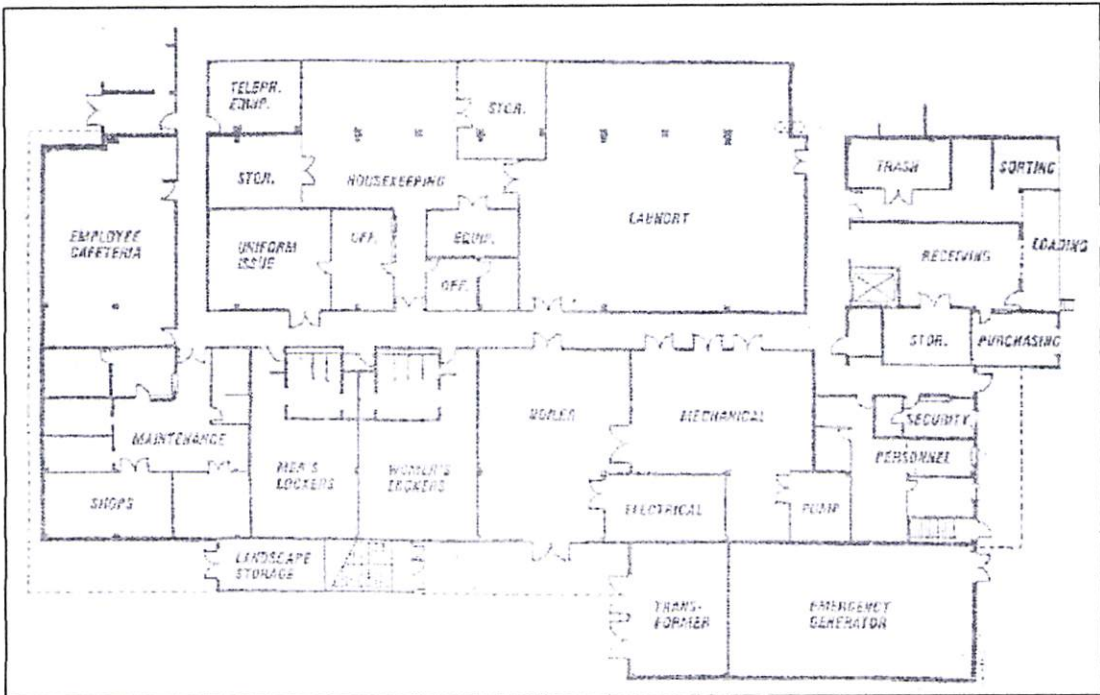 TELEPR.
EQUIP.
STOR.
TRASH
SORTING
STOR.
HOUSEKEEPING
LAUNDRY
EMPLOYEE
CAFETERIA
UNIFORM
ISSUE
OFF.
EQUIP.
RECEIVING
LOADING
OFF.
STOR.
PURCHASING
BOILER
MECHANICAL
SECURITY
MAINTENANCE
PERSONNEL
MEN'S
LOCKERS
WOMEN'S
LOCKERS
SHOPS
ELECTRICAL
PUMP
LANDSCAPE
STORAGE
TRANS-
FORMER
EMERGENCY
GENERATOR